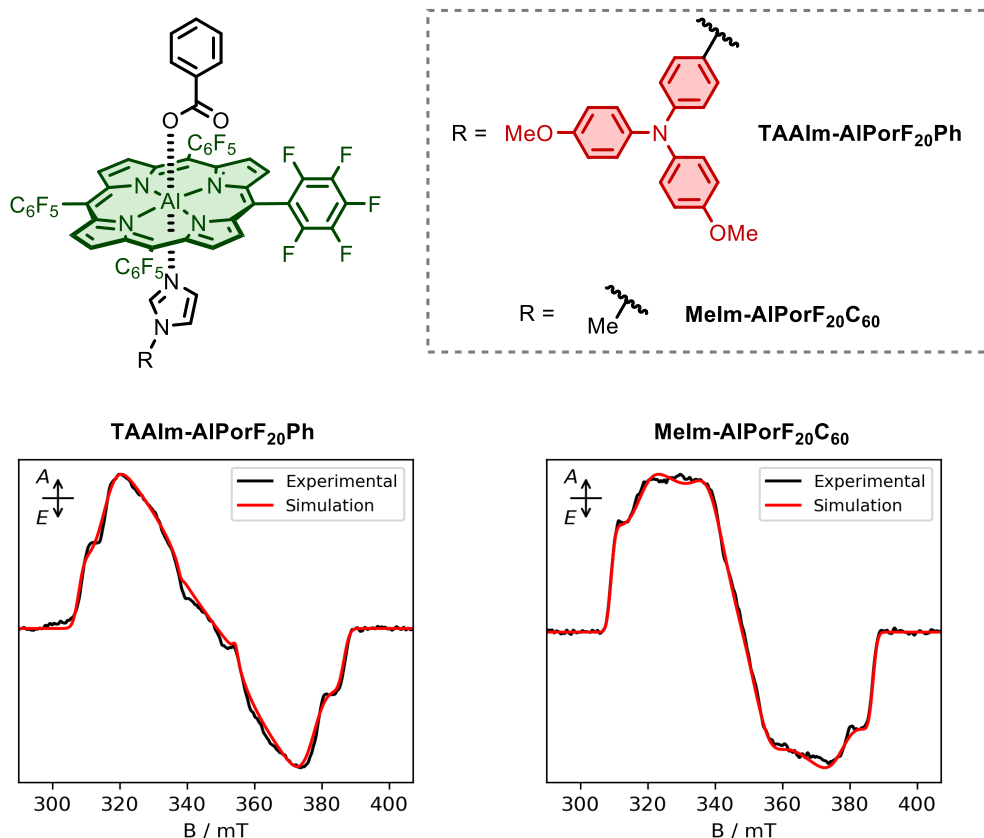 O
O
C₆F₅
C₆F₅
N
N
Al
N
N
C₆F₅
F
F
F
F
F
N
N
R
R =
MeO
N
OMe
TAAIm-AlPorF₂₀Ph
R =
Me
MeIm-AlPorF₂₀C₆₀
TAAIm-AlPorF₂₀Ph
A
E
Experimental
Simulation
300 320 340 360 380 400
B / mT
MeIm-AlPorF₂₀C₆₀
A
E
Experimental
Simulation
300 320 340 360 380 400
B / mT